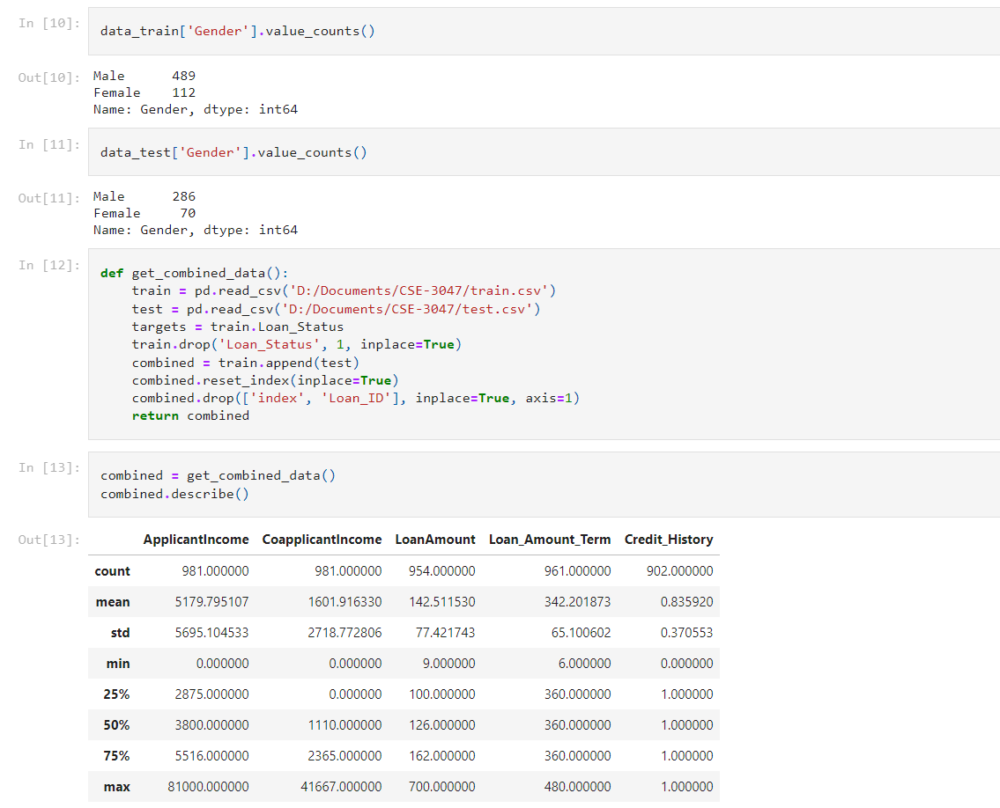 In [10]: data_train['Gender'].value_counts()
Out[10]: Male 489
Female 112
Name: Gender, dtype: int64
In [11]: data_test['Gender'].value_counts()
Out[11]: Male 286
Female 70
Name: Gender, dtype: int64
In [12]: def get_combined_data():
    train = pd.read_csv('D:/Documents/CSE-3047/train.csv')
    test = pd.read_csv('D:/Documents/CSE-3047/test.csv')
    targets = train.Loan_Status
    train.drop('Loan_Status', 1, inplace=True)
    combined = train.append(test)
    combined.reset_index(inplace=True)
    combined.drop(['index', 'Loan_ID'], inplace=True, axis=1)
    return combined
In [13]: combined = get_combined_data()
combined.describe()
Out[13]: ApplicantIncome CoapplicantIncome LoanAmount Loan_Amount_Term Credit_History
count 981.000000 981.000000 954.000000 961.000000 902.000000
mean 5179.795107 1601.916330 142.511530 342.201873 0.835920
std 5695.104533 2718.772806 77.421743 65.100602 0.370553
min 0.000000 0.000000 9.000000 6.000000 0.000000
25% 2875.000000 0.000000 100.000000 360.000000 1.000000
50% 3800.000000 1110.000000 126.000000 360.000000 1.000000
75% 5516.000000 2365.000000 162.000000 360.000000 1.000000
max 81000.000000 41667.000000 700.000000 480.000000 1.000000